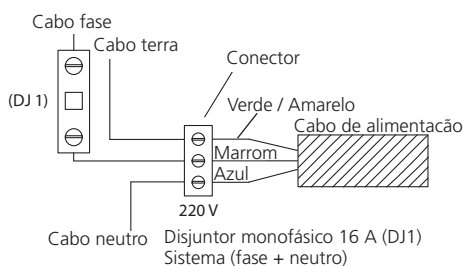 Cabo fase
Cabo terra
Conector
(DJ 1)
Verde / Amarelo
Cabo de alimentacão
Marrom
Azul
220 V
Cabo neutro
Disjuntor monofásico 16 A (DJ1)
Sistema (fase + neutro)